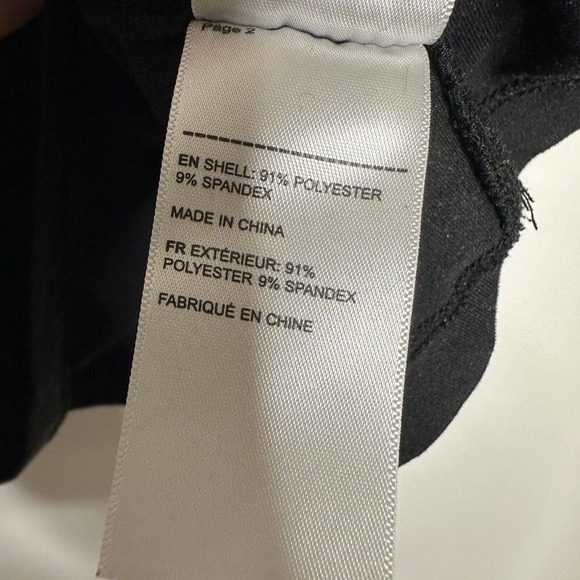 Page 2
EN SHELL: 91% POLYESTER
9% SPANDEX
MADE IN CHINA
FR EXTÉRIEUR: 91%
POLYESTER 9% SPANDEX
FABRIQUÉ EN CHINE